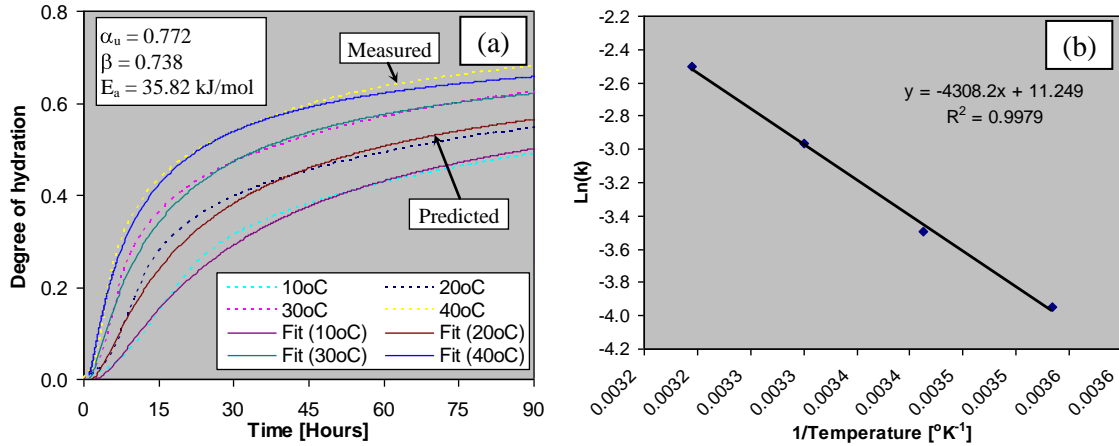 αu = 0.772
β = 0.738
Ea = 35.82 kJ/mol
Measured
(a)
Predicted
0.8
0.6
0.4
0.2
0.0
Degree of hydration
10oC
20oC
30oC
40oC
Fit (10oC)
Fit (20oC)
Fit (30oC)
Fit (40oC)
0 15 30 45 60 75 90
Time [Hours]
(b)
y = -4308.2x + 11.249
R² = 0.9979
-2.2
-2.4
-2.6
-2.8
-3.0
-3.2
-3.4
-3.6
-3.8
-4.0
-4.2
Ln(k)
0.0032 0.0032 0.0033 0.0033 0.0034 0.0034 0.0035 0.0035 0.0036 0.0036
1/Temperature [oK-1]